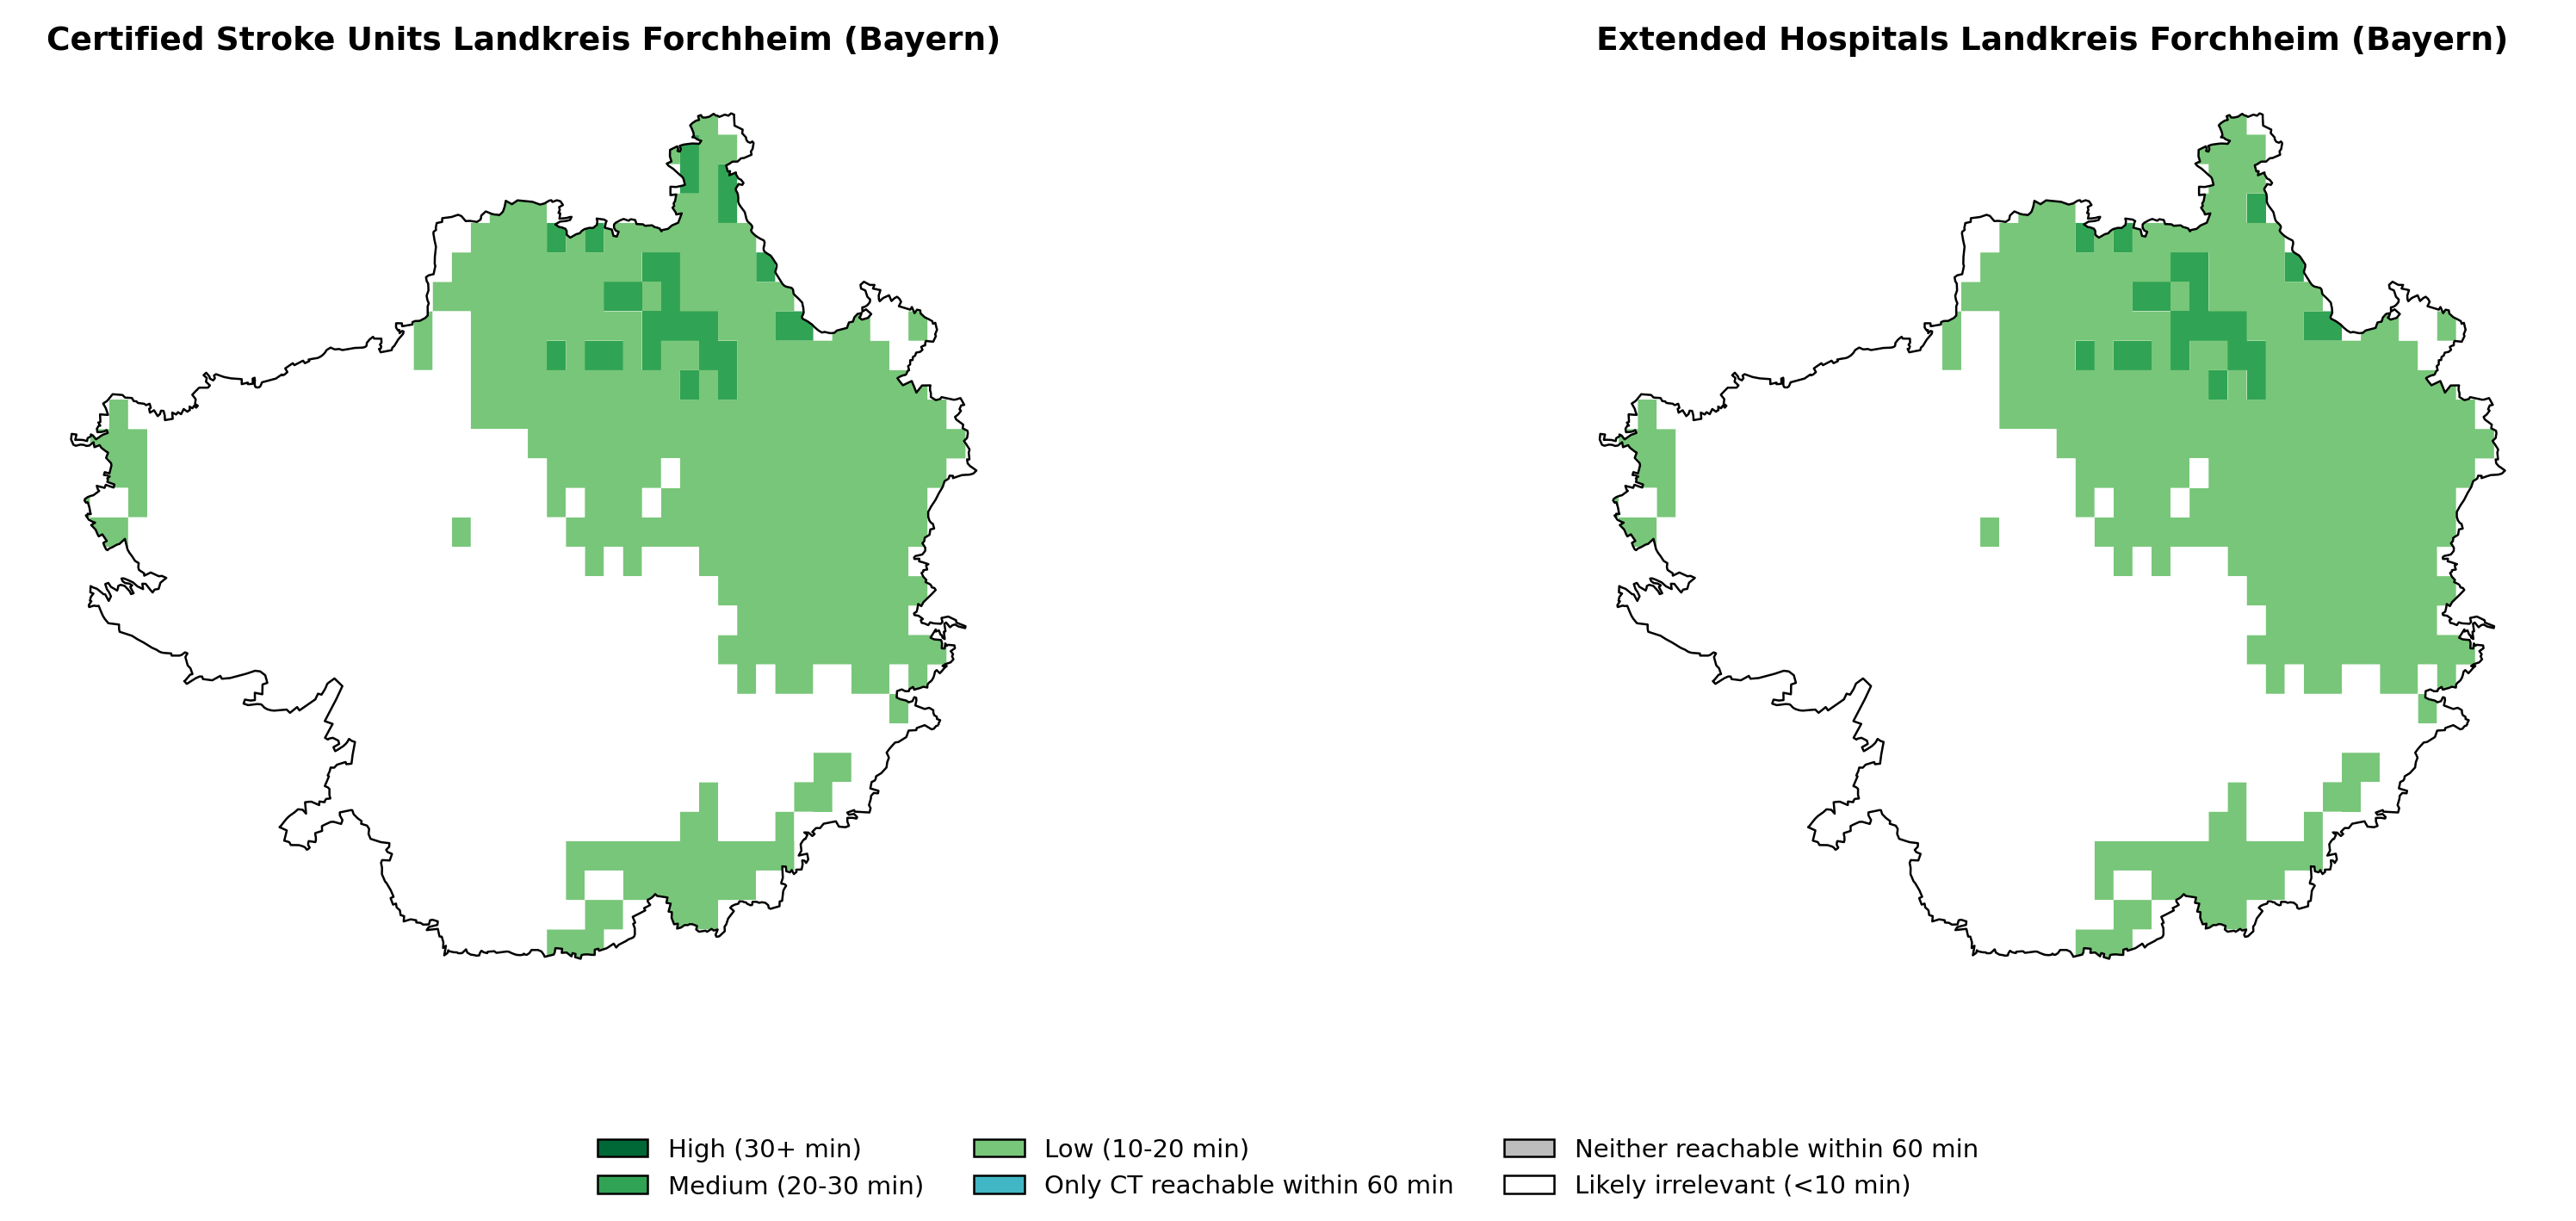 Certified Stroke Units Landkreis Forchheim (Bayern)
Extended Hospitals Landkreis Forchheim (Bayern)
High (30+ min)
Medium (20-30 min)
Low (10-20 min)
Only CT reachable within 60 min
Neither reachable within 60 min
Likely irrelevant (<10 min)